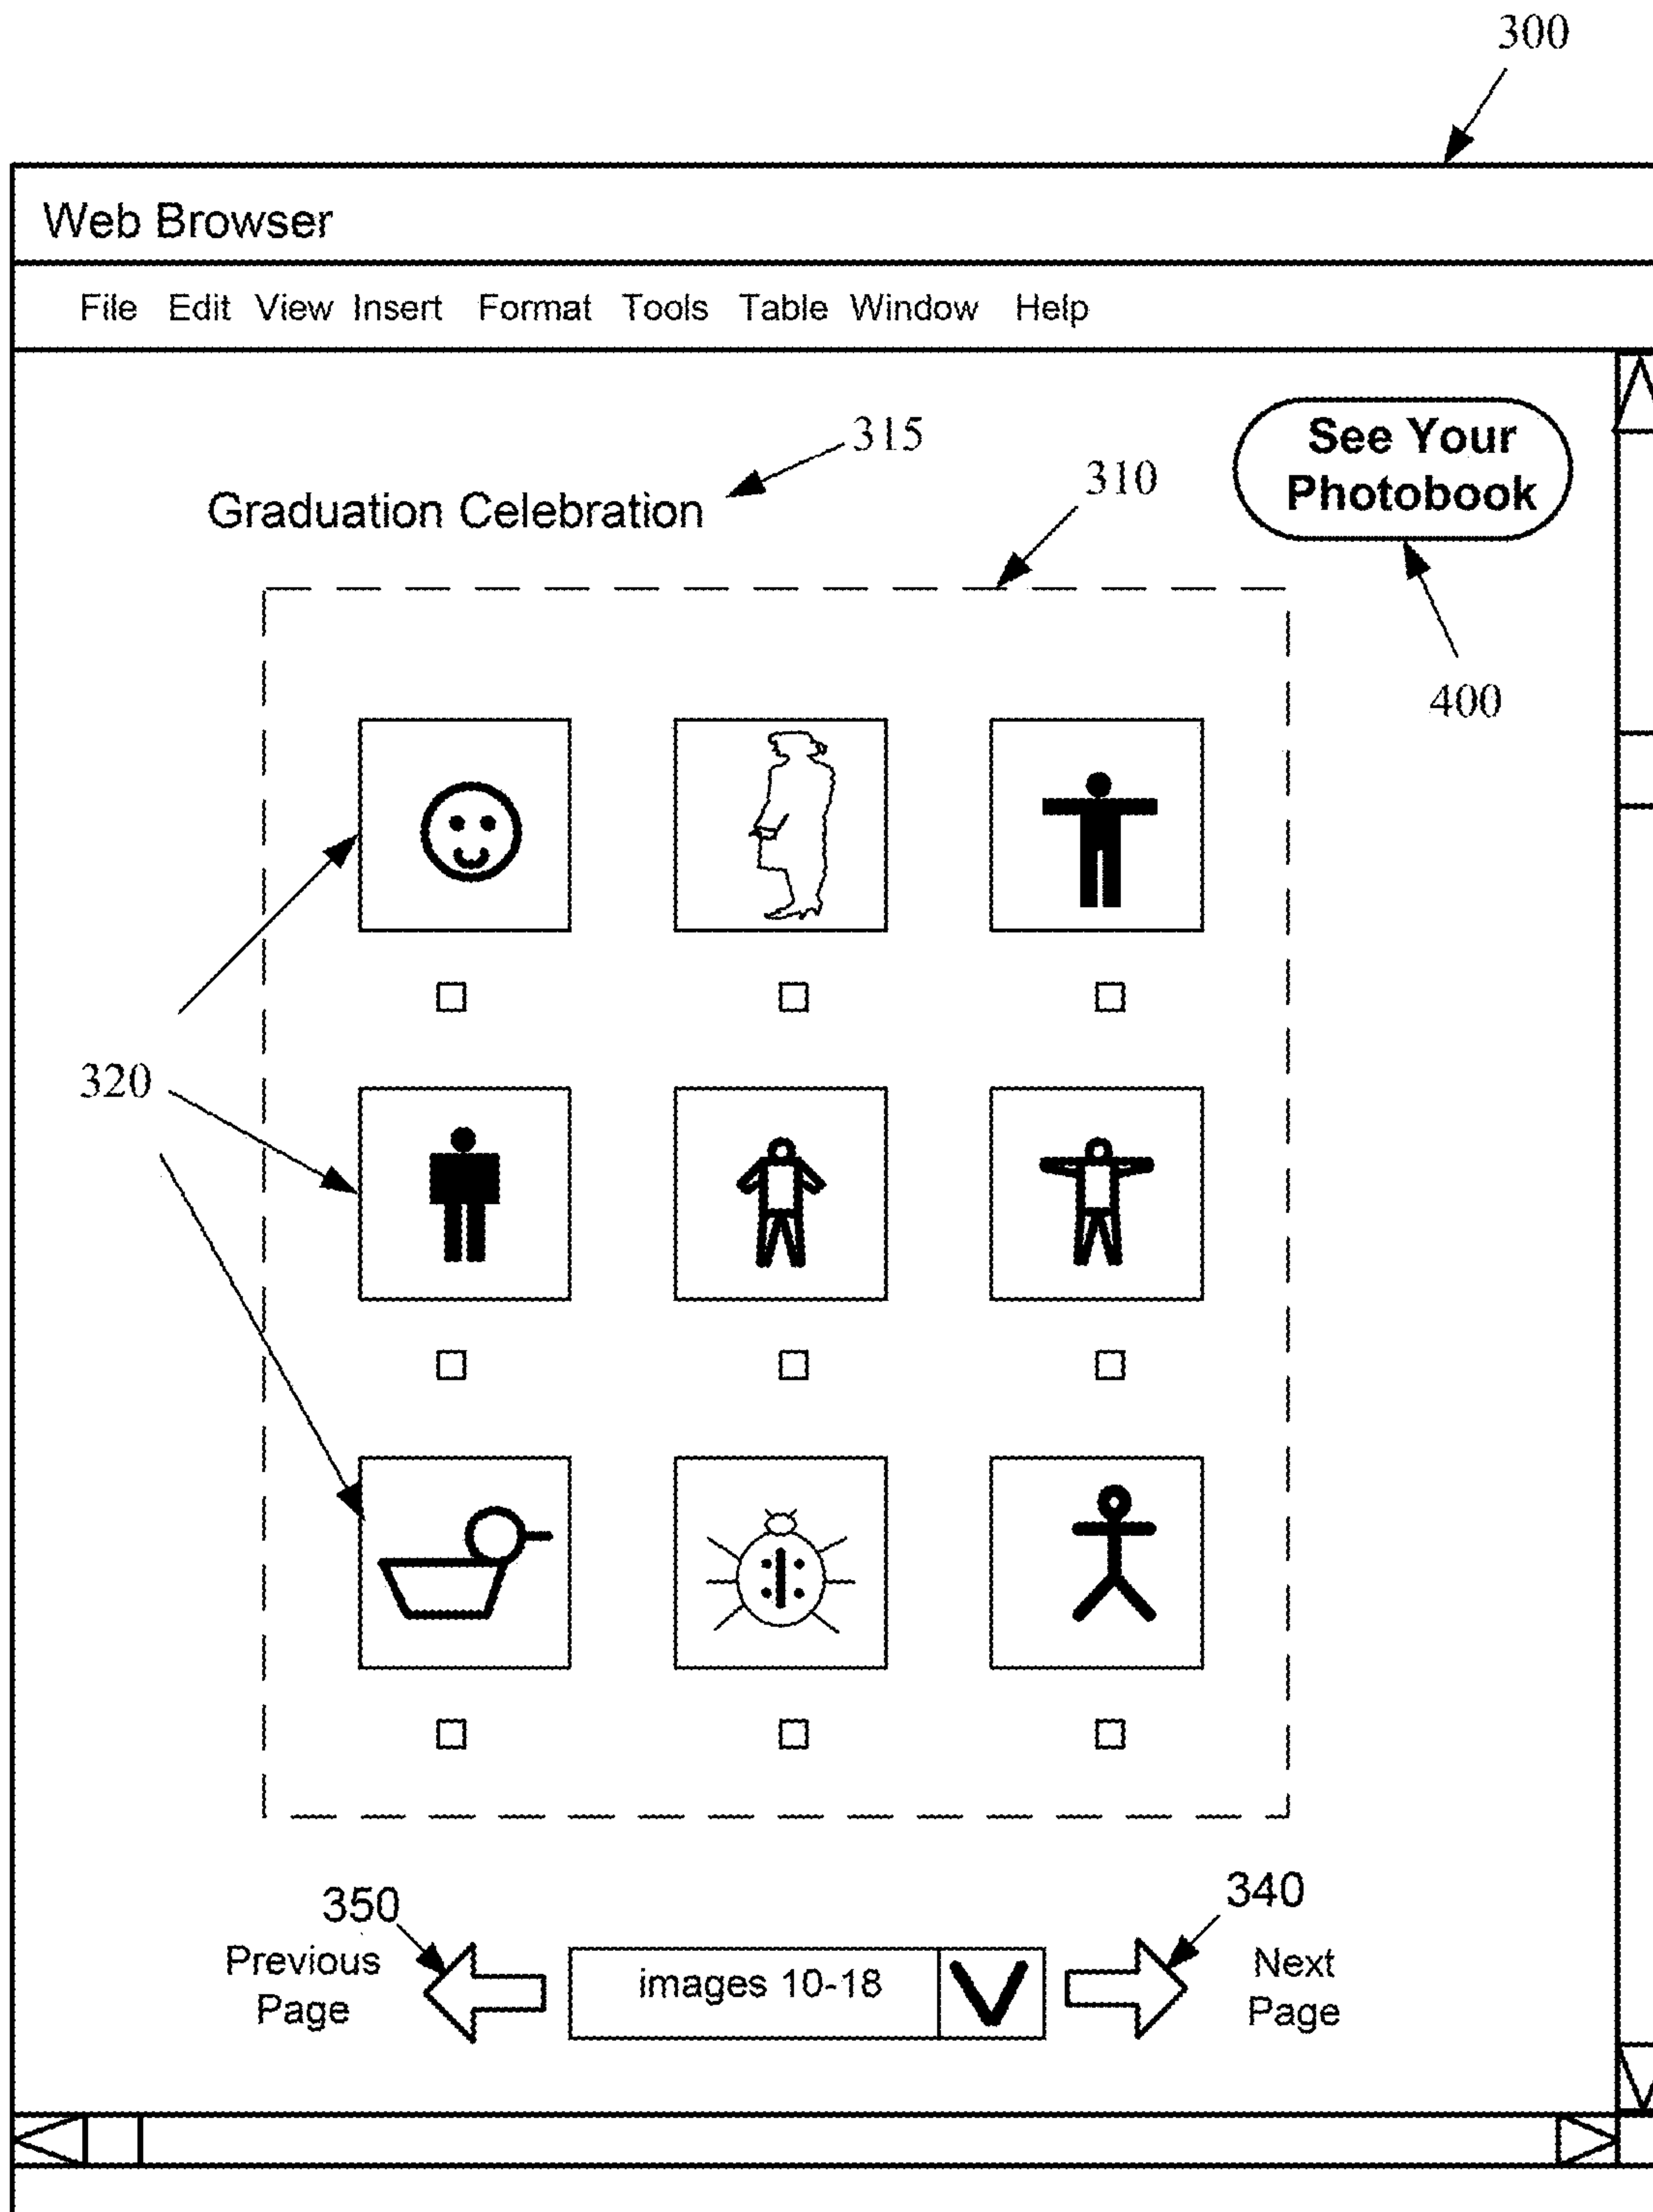 300
Web Browser
File Edit View Insert Format Tools Table Window Help
315
See Your
Photobook
310
Graduation Celebration
400
320
350
340
Previous
Page
images 10-18
Next
Page